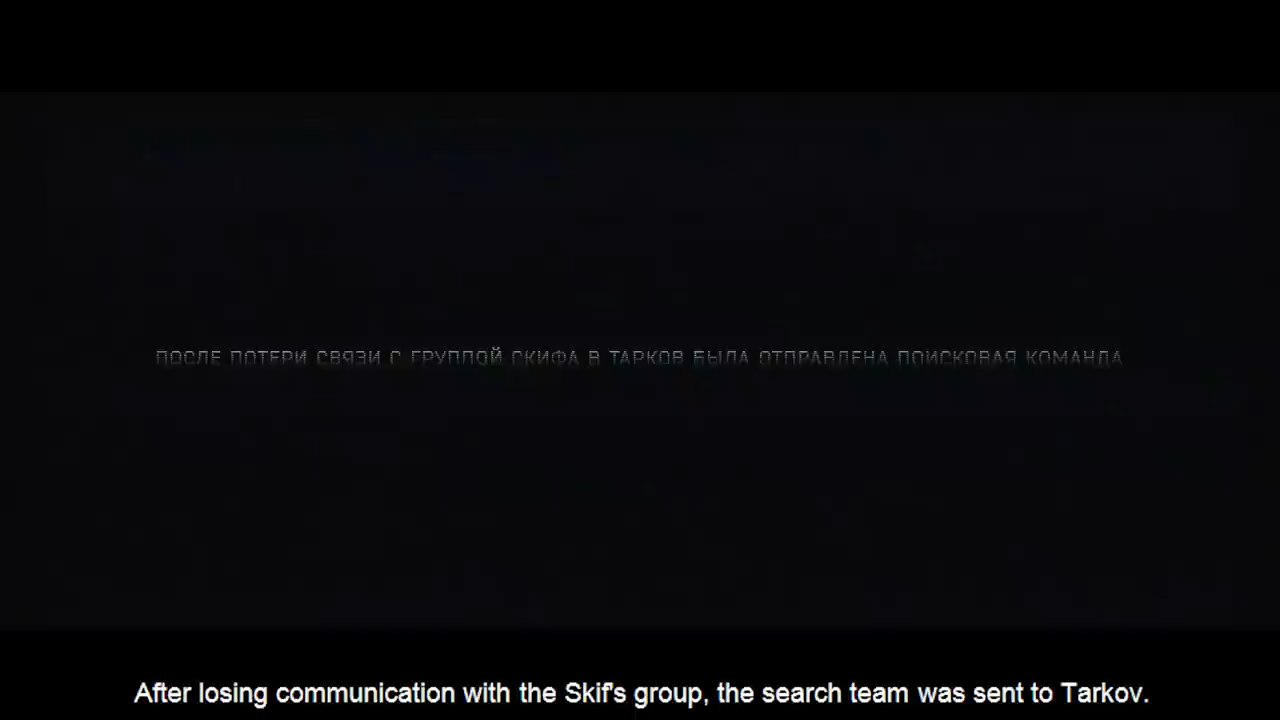 ПОСЛЕ ПОТЕРИ СВЯЗИ С ГРУППОЙ СКИФА В ТАРКОВ БЫЛА ОТПРАВЛЕНА ПОИСКОВАЯ КОМАНДА
After losing communication with the Skif's group, the search team was sent to Tarkov.